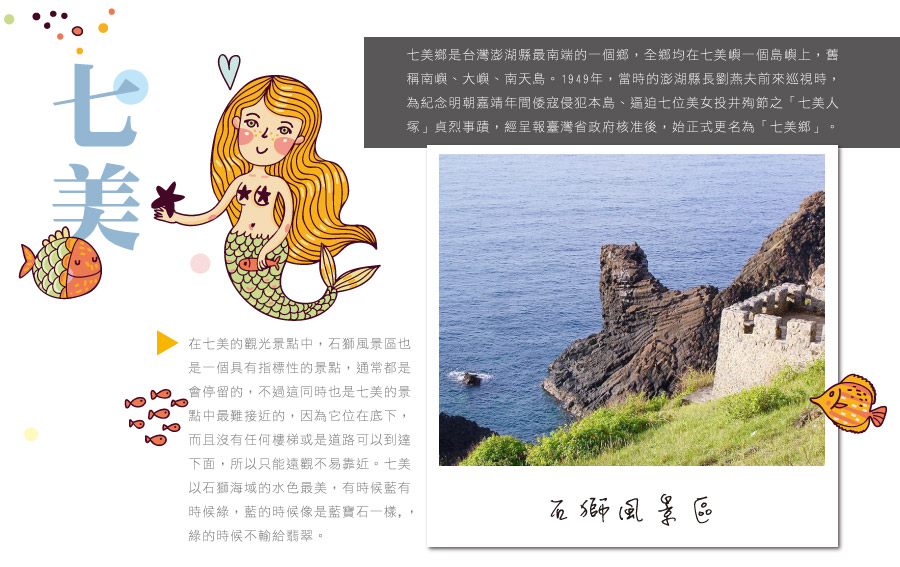 七美
七美鄉是台灣澎湖縣最南端的一個鄉，全鄉均在七美嶼一個島嶼上，舊
稱南嶼、大嶼、南天島。1949年，當時的澎湖縣長劉燕夫前來巡視時，
為紀念明朝嘉靖年間倭寇侵犯本島、逼迫七位美女投井殉節之「七美人
塚」貞烈事蹟，經呈報臺灣省政府核准後，始正式更名為「七美鄉」。
在七美的觀光景點中，石獅風景區也
是一個具有指標性的景點，通常都是
會停留的，不過這同時也是七美的景
點中最難接近的，因為它位在底下，
而且沒有任何樓梯或是道路可以到達
下面，所以只能遠觀不易靠近。七美
以石獅海域的水色最美，有時候藍有
時候綠，藍的時候像是藍寶石一樣，，
綠的時候不輸給翡翠。
石獅風景區